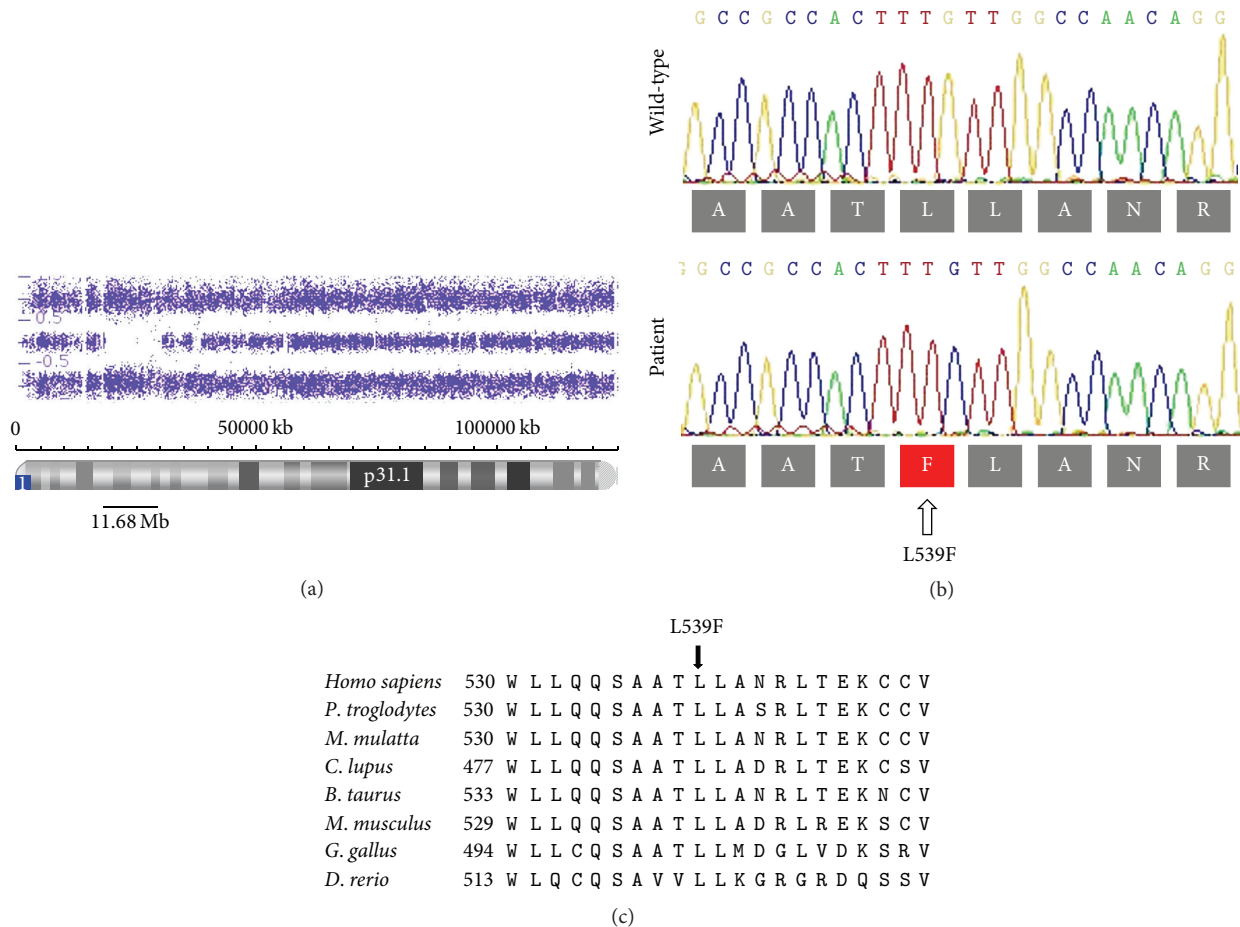 G C C G C C A C T T T G T T G G C C A A C A G G
Wild-type
A A T L L A N R
G G C C G C C A C T T T G T T G G C C A A C A G G
Patient
A A T F L A N R
L539F
(b)
0.5
-0.5
0 50000 kb 100000 kb
1 p31.1
11.68 Mb
(a)
L539F
Homo sapiens 530 W L L Q Q S A A T L L A N R L T E K C C V
P. troglodytes 530 W L L Q Q S A A T L L A S R L T E K C C V
M. mulatta 530 W L L Q Q S A A T L L A N R L T E K C C V
C. lupus 477 W L L Q Q S A A T L L A D R L T E K C S V
B. taurus 533 W L L Q Q S A A T L L A N R L T E K N C V
M. musculus 529 W L L Q Q S A A T L L A D R L R E K S C V
G. gallus 494 W L L C Q S A A T L L M D G L V D K S R V
D. rerio 513 W L Q C Q S A V V L L K G R G R D Q S S V
(c)